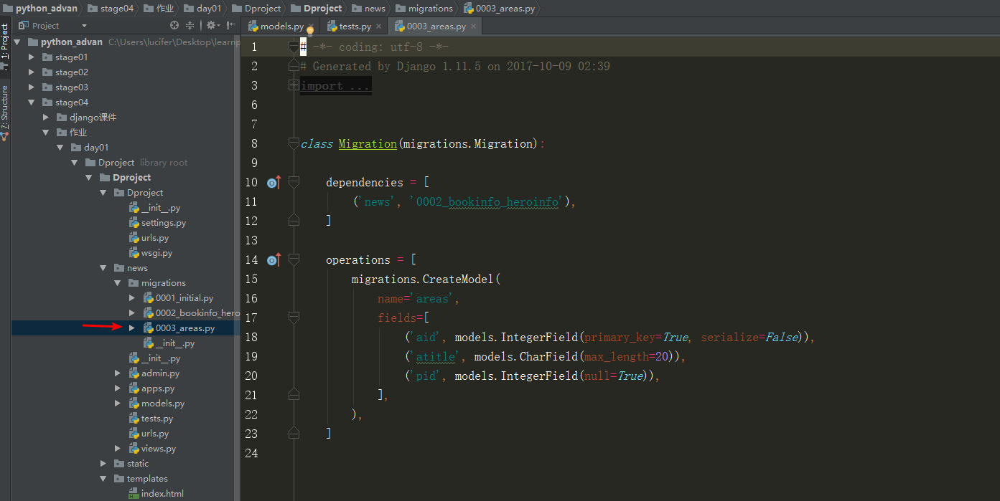 python_advan stage04 作业 day01 Dproject Dproject news migrations 0003_areas.py
1: Project
7: Structure
Project
models.py tests.py 0003_areas.py
python_advan C:\Users\lucifer\Desktop\learnp
stage01
stage02
stage03
stage04
django课件
作业
day01
Dproject library root
Dproject
Dproject
__init__.py
settings.py
urls.py
wsgi.py
news
migrations
0001_initial.py
0002_bookinfo_hero
0003_areas.py
__init__.py
__init__.py
admin.py
apps.py
models.py
tests.py
urls.py
views.py
static
templates
index.html
1 # -*- coding: utf-8 -*-
2 # Generated by Django 1.11.5 on 2017-10-09 02:39
3 import ...
6
7
8 class Migration(migrations.Migration):
9
10 dependencies = [
11 ('news', '0002_bookinfo_heroinfo'),
12 ]
13
14 operations = [
15 migrations.CreateModel(
16 name='areas',
17 fields=[
18 ('aid', models.IntegerField(primary_key=True, serialize=False)),
19 ('atitle', models.CharField(max_length=20)),
20 ('pid', models.IntegerField(null=True)),
21 ],
22 ),
23 ]
24